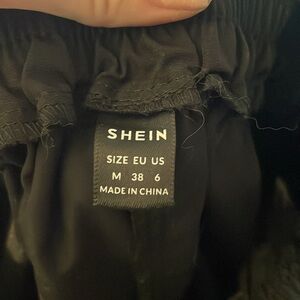 SHEIN
SIZE EU US
M 38 6
MADE IN CHINA